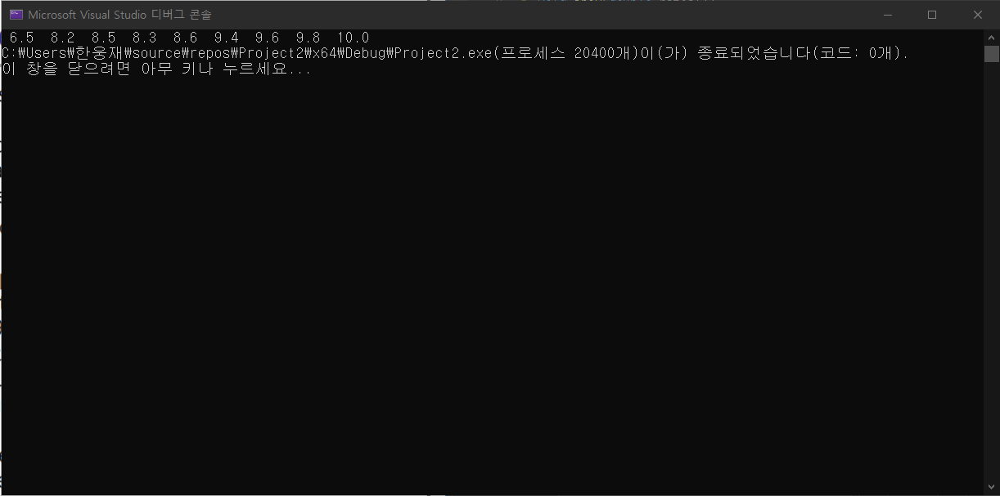 Microsoft Visual Studio 디버그 콘솔
6.5 8.2 8.5 8.3 8.6 9.4 9.6 9.8 10.0
C:₩Users₩한웅재₩source₩repos₩Project2₩x64₩Debug₩Project2.exe(프로세스 20400개)이(가) 종료되었습니다(코드: 0개).
이 창을 닫으려면 아무 키나 누르세요...